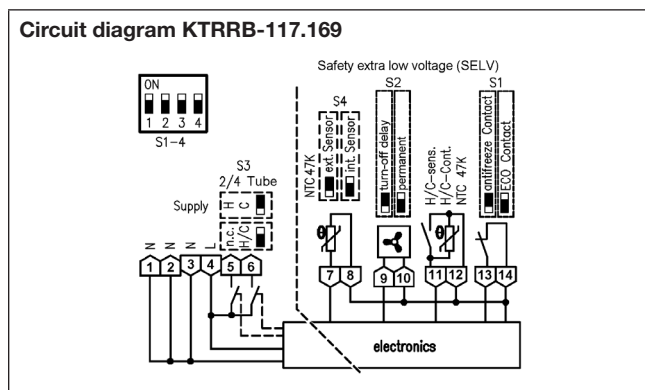 Circuit diagram KTRRB-117.169
Safety extra low voltage (SELV)
ON
1 2 3 4
S1-4
S4
S2
S1
NTC 47K
ext. Sensor
int. Sensor
turn-off delay
permanent
H/C-sens.
H/C-Cont.
NTC 47K
antifreeze Contact
ECO Contact
S3
2/4 Tube
Supply
H C
n.c.
H/C
N N N L
θ
θ
1 2 3 4 5 6
7 8 9 10 11 12 13 14
electronics